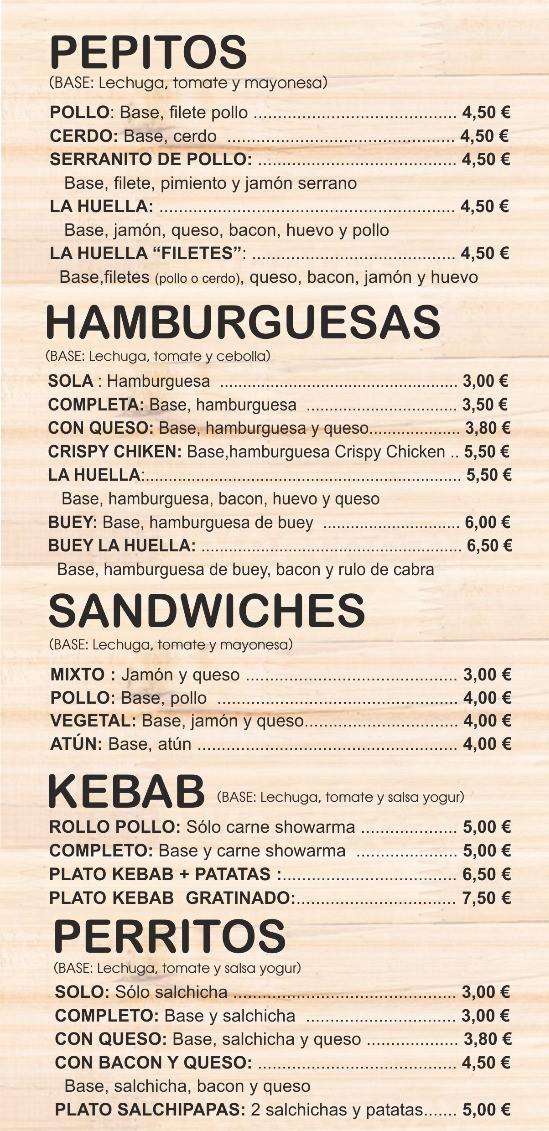 PEPITOS
(BASE: Lechuga, tomate y mayonesa)
POLLO: Base, filete pollo ........................................... 4,50 €
CERDO: Base, cerdo ................................................ 4,50 €
SERRANITO DE POLLO: .......................................... 4,50 €
Base, filete, pimiento y jamón serrano
LA HUELLA: .............................................................. 4,50 €
Base, jamón, queso, bacon, huevo y pollo
LA HUELLA “FILETES”: ........................................... 4,50 €
Base,filetes (pollo o cerdo), queso, bacon, jamón y huevo
HAMBURGUESAS
(BASE: Lechuga, tomate y cebolla)
SOLA : Hamburguesa .................................................. 3,00 €
COMPLETA: Base, hamburguesa ................................ 3,50 €
CON QUESO: Base, hamburguesa y queso................... 3,80 €
CRISPY CHIKEN: Base,hamburguesa Crispy Chicken .. 5,50 €
LA HUELLA:.................................................................. 5,50 €
Base, hamburguesa, bacon, huevo y queso
BUEY: Base, hamburguesa de buey ............................. 6,00 €
BUEY LA HUELLA: ....................................................... 6,50 €
Base, hamburguesa de buey, bacon y rulo de cabra
SANDWICHES
(BASE: Lechuga, tomate y mayonesa)
MIXTO : Jamón y queso ............................................. 3,00 €
POLLO: Base, pollo ..................................................... 4,00 €
VEGETAL: Base, jamón y queso................................ 4,00 €
ATÚN: Base, atún ....................................................... 4,00 €
KEBAB (BASE: Lechuga, tomate y salsa yogur)
ROLLO POLLO: Sólo carne showarma .................... 5,00 €
COMPLETO: Base y carne showarma ..................... 5,00 €
PLATO KEBAB + PATATAS :..................................... 6,50 €
PLATO KEBAB GRATINADO:.................................. 7,50 €
PERRITOS
(BASE: Lechuga, tomate y salsa yogur)
SOLO: Sólo salchicha ............................................... 3,00 €
COMPLETO: Base y salchicha ................................ 3,00 €
CON QUESO: Base, salchicha y queso ................... 3,80 €
CON BACON Y QUESO: .......................................... 4,50 €
Base, salchicha, bacon y queso
PLATO SALCHIPAPAS: 2 salchichas y patatas....... 5,00 €